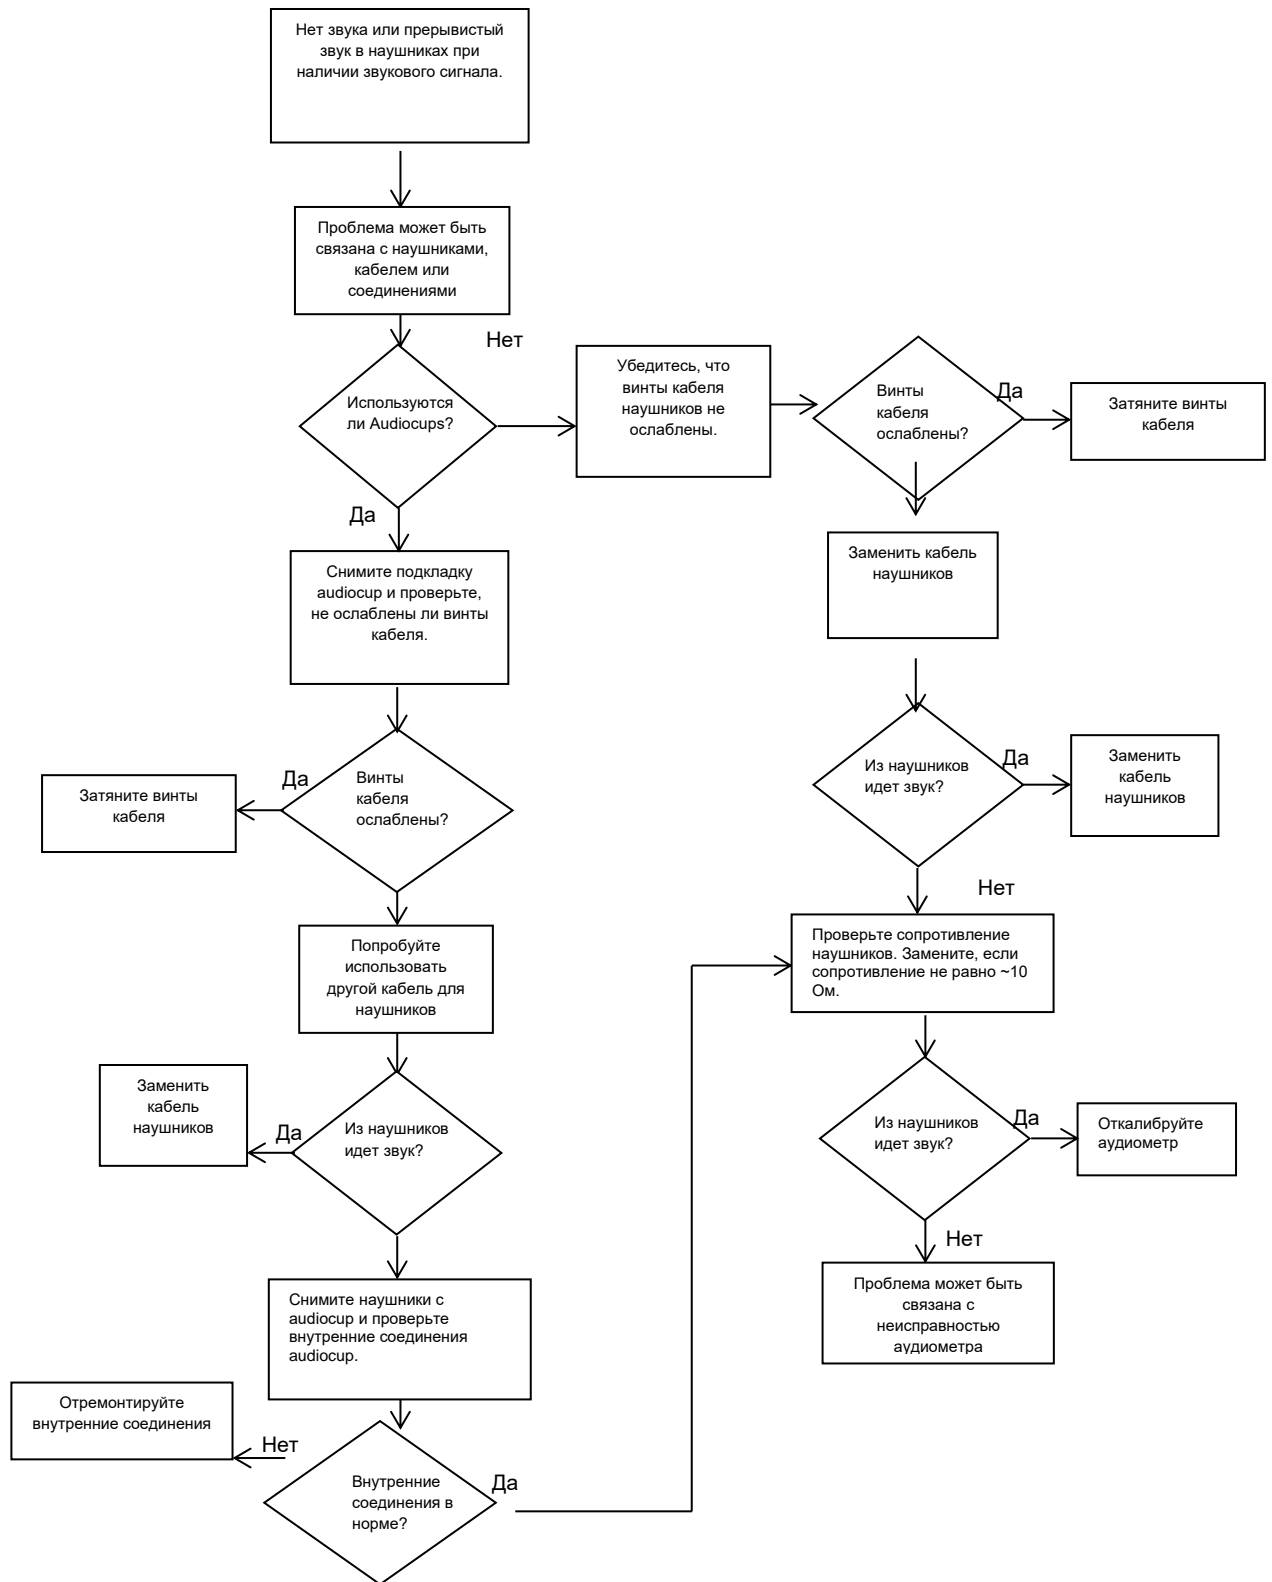 Нет звука или прерывистый
звук в наушниках при
наличии звукового сигнала.
Проблема может быть
связана с наушниками,
кабелем или
соединениями
Нет
Используются
ли Audiocups?
Убедитесь, что
винты кабеля
наушников не
ослаблены.
Винты
кабеля
ослаблены?
Да
Затяните винты
кабеля
Да
Снимите подкладку
audiocup и проверьте,
не ослаблены ли винты
кабеля.
Заменить кабель
наушников
Да
Винты
кабеля
ослаблены?
Затяните винты
кабеля
Из наушников
идет звук?
Да
Заменить
кабель
наушников
Нет
Попробуйте
использовать
другой кабель для
наушников
Проверьте сопротивление
наушников. Замените, если
сопротивление не равно ~10
Ом.
Заменить
кабель
наушников
Да
Из наушников
идет звук?
Из наушников
идет звук?
Да
Откалибруйте
аудиометр
Нет
Снимите наушники с
audiocup и проверьте
внутренние соединения
audiocup.
Проблема может быть
связана с
неисправностью
аудиометра
Отремонтируйте
внутренние соединения
Нет
Внутренние
соединения в
норме?
Да